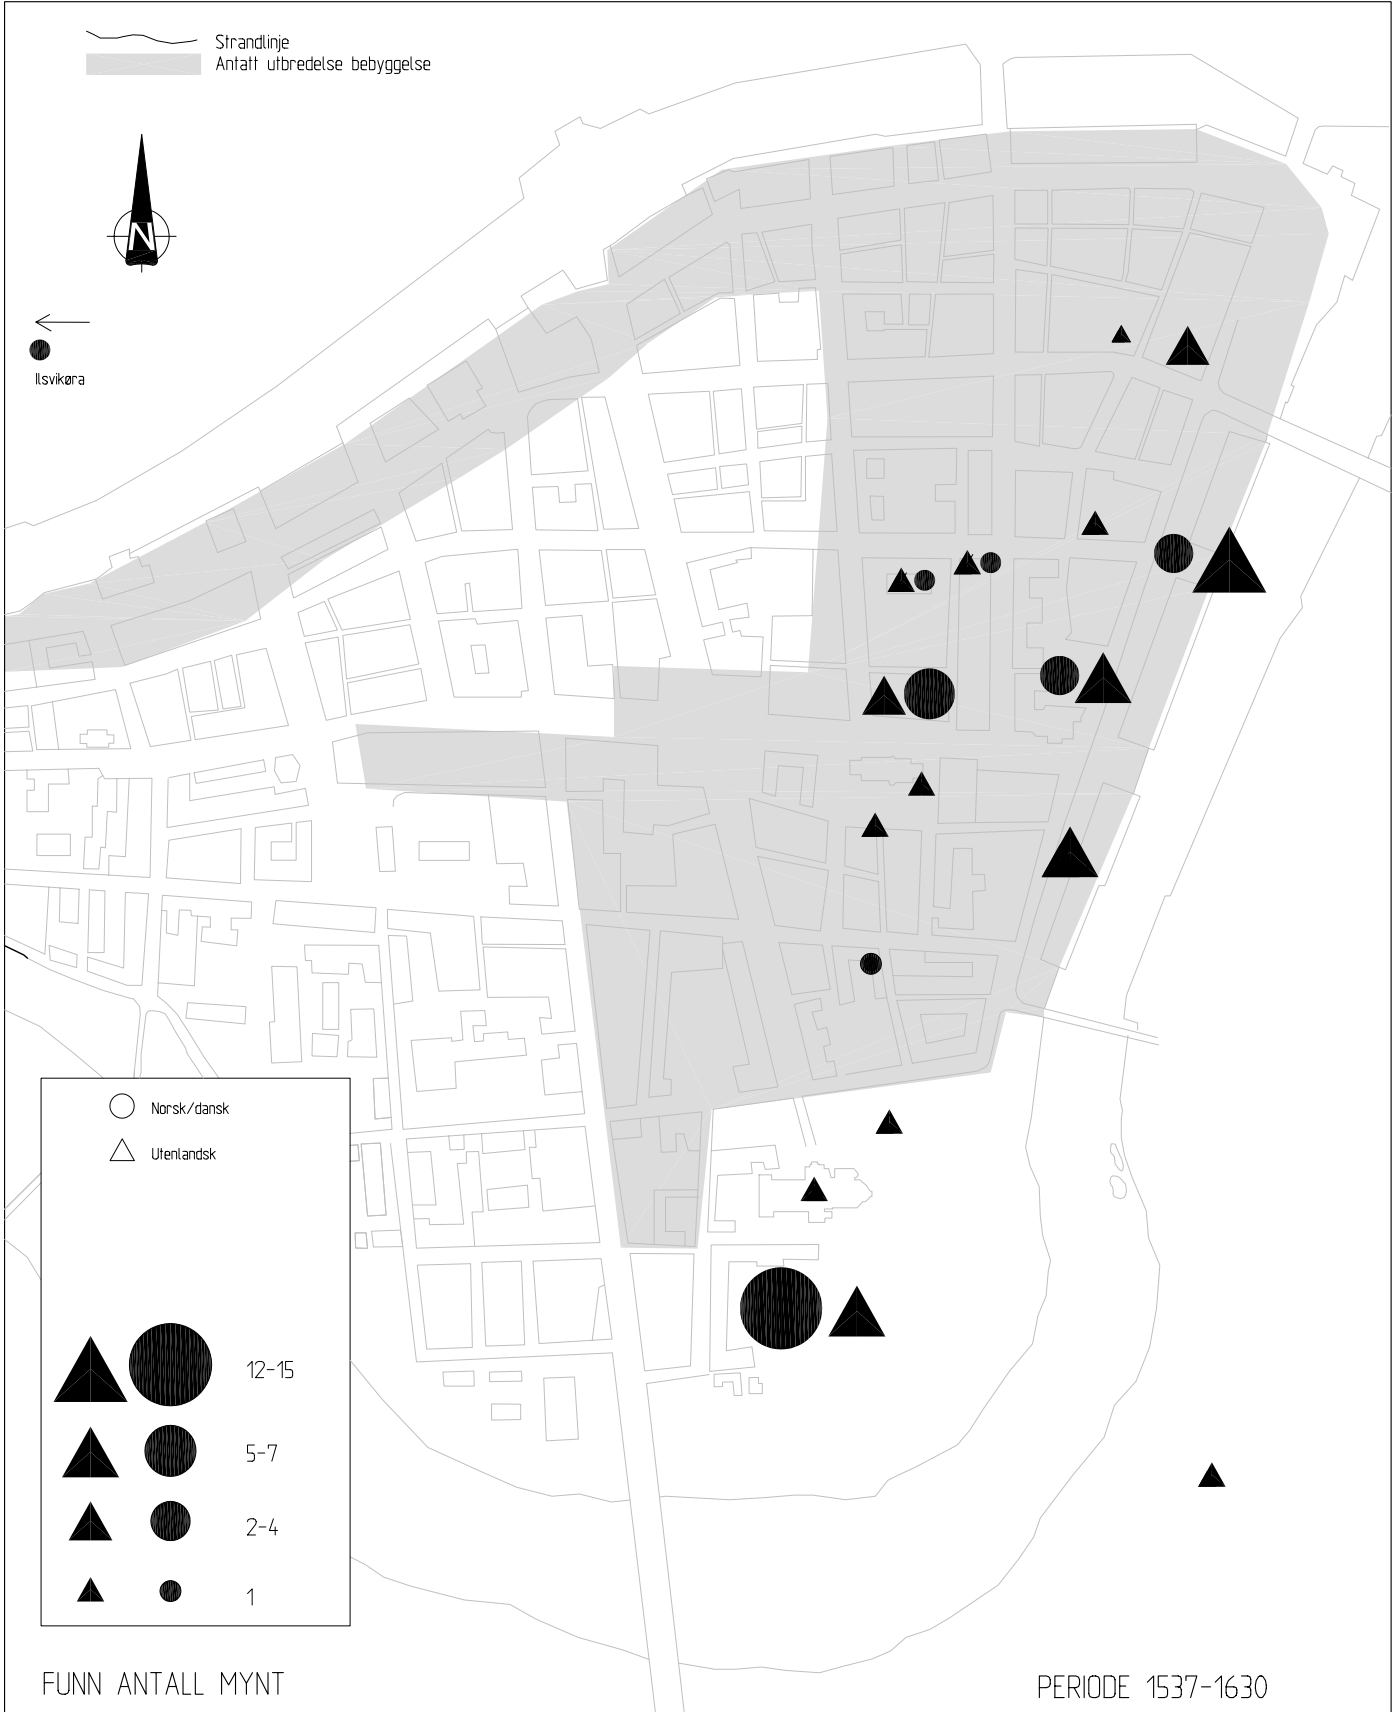 Strandlinje
Antatt utbredelse bebyggelse
N
Ilsvikøra
Norsk/dansk
Utenlandsk
12-15
5-7
2-4
1
FUNN ANTALL MYNT
PERIODE 1537-1630